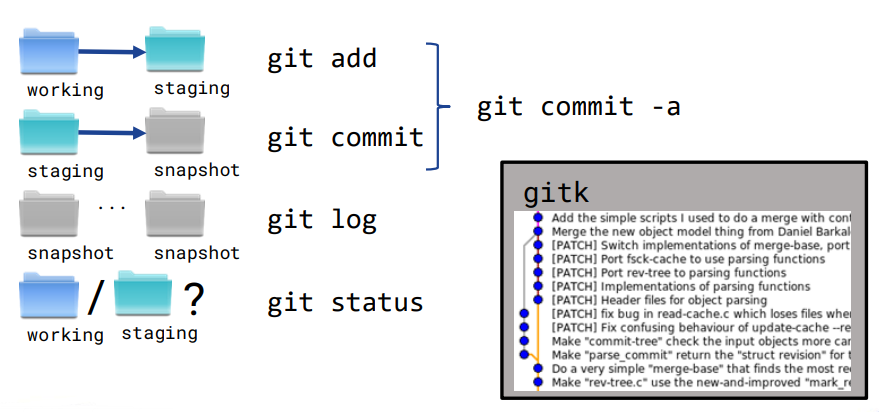 working
staging
git add
staging
snapshot
git commit
git commit -a
snapshot
...
snapshot
git log
working
/
staging
?
git status
gitk
Add the simple scripts I used to do a merge with cont
Merge the new object model thing from Daniel Barkal
[PATCH] Switch implementations of merge-base, port
[PATCH] Port fsck-cache to use parsing functions
[PATCH] Port rev-tree to parsing functions
[PATCH] Implementations of parsing functions
[PATCH] Header files for object parsing
[PATCH] fix bug in read-cache.c which loses files whe
[PATCH] Fix confusing behaviour of update-cache --re
Make "commit-tree" check the input objects more car
Make "parse_commit" return the "struct revision" for t
Do a very simple "merge-base" that finds the most re
Make "rev-tree.c" use the new-and-improved "mark_re